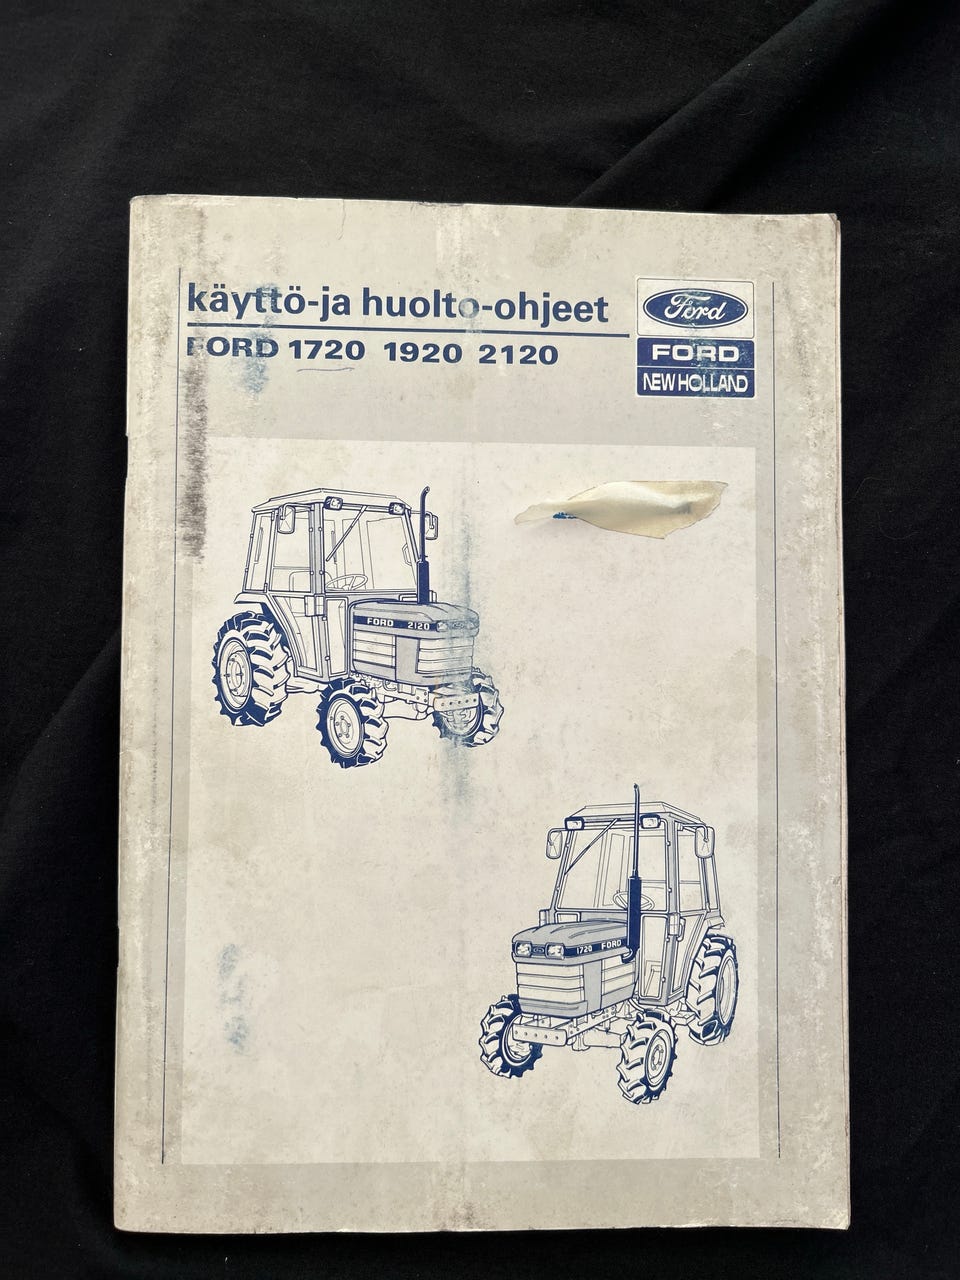 käyttö-ja huolto-ohjeet
FORD 1720 1920 2120
Ford
FORD
NEW HOLLAND
FORD 2120
1720 FORD